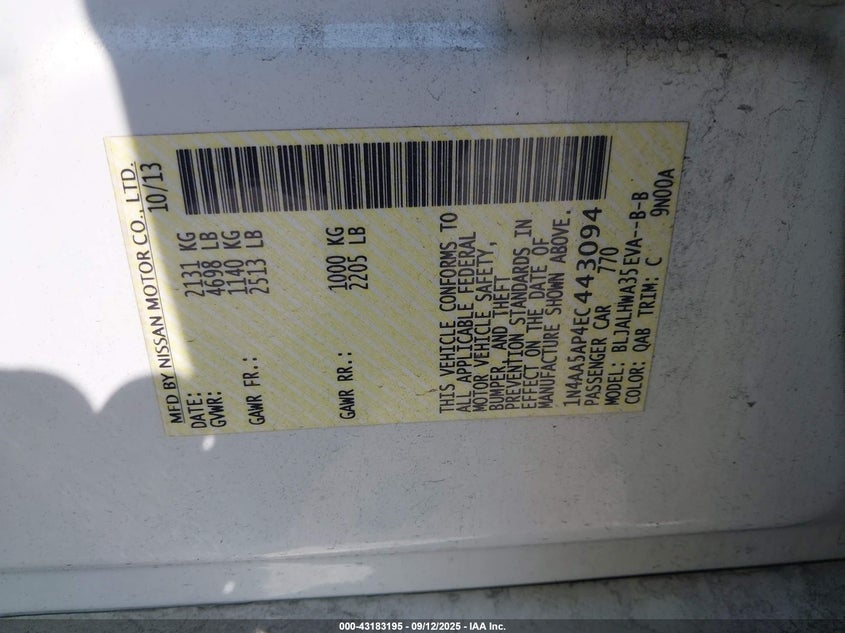 MFD BY NISSAN MOTOR CO., LTD.
DATE: 10/13
GVWR: 2131 KG
4698 LB
GAWR FR.: 1140 KG
2513 LB
GAWR RR.: 1000 KG
2205 LB
THIS VEHICLE CONFORMS TO
ALL APPLICABLE FEDERAL
MOTOR VEHICLE SAFETY,
BUMPER, AND THEFT
PREVENTION STANDARDS IN
EFFECT ON THE DATE OF
MANUFACTURE SHOWN ABOVE.
1N4AA5AP4EC443094
PASSENGER CAR 770
MODEL: BLJALHWA35EVA--B-B
COLOR: QAB TRIM: C 9N00A
000-43183195 - 09/12/2025 - IAA Inc.